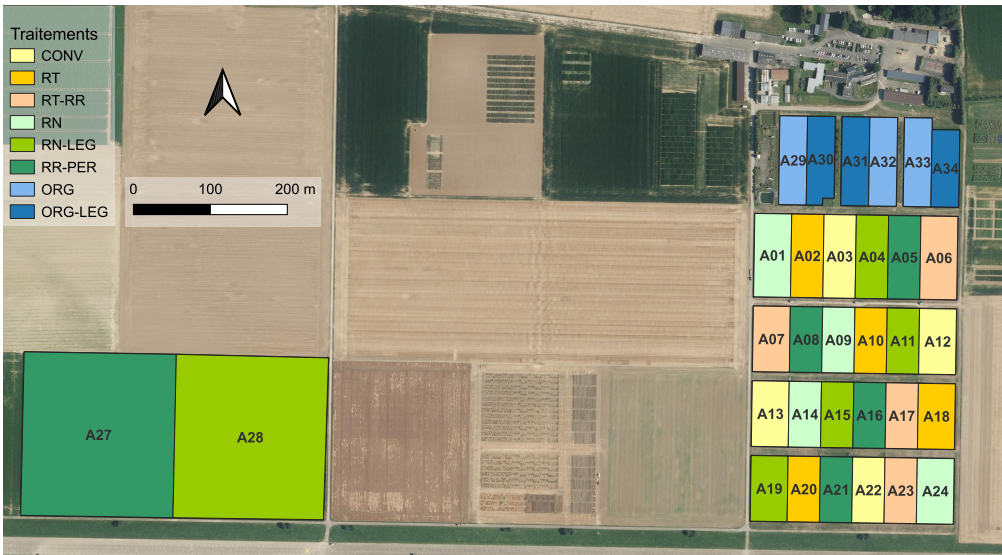 Traitements
CONV
RT
RT-RR
RN
RN-LEG
RR-PER
ORG
ORG-LEG
0 100 200 m
A29 A30 A31 A32 A33 A34
A01 A02 A03 A04 A05 A06
A07 A08 A09 A10 A11 A12
A13 A14 A15 A16 A17 A18
A27 A28
A19 A20 A21 A22 A23 A24